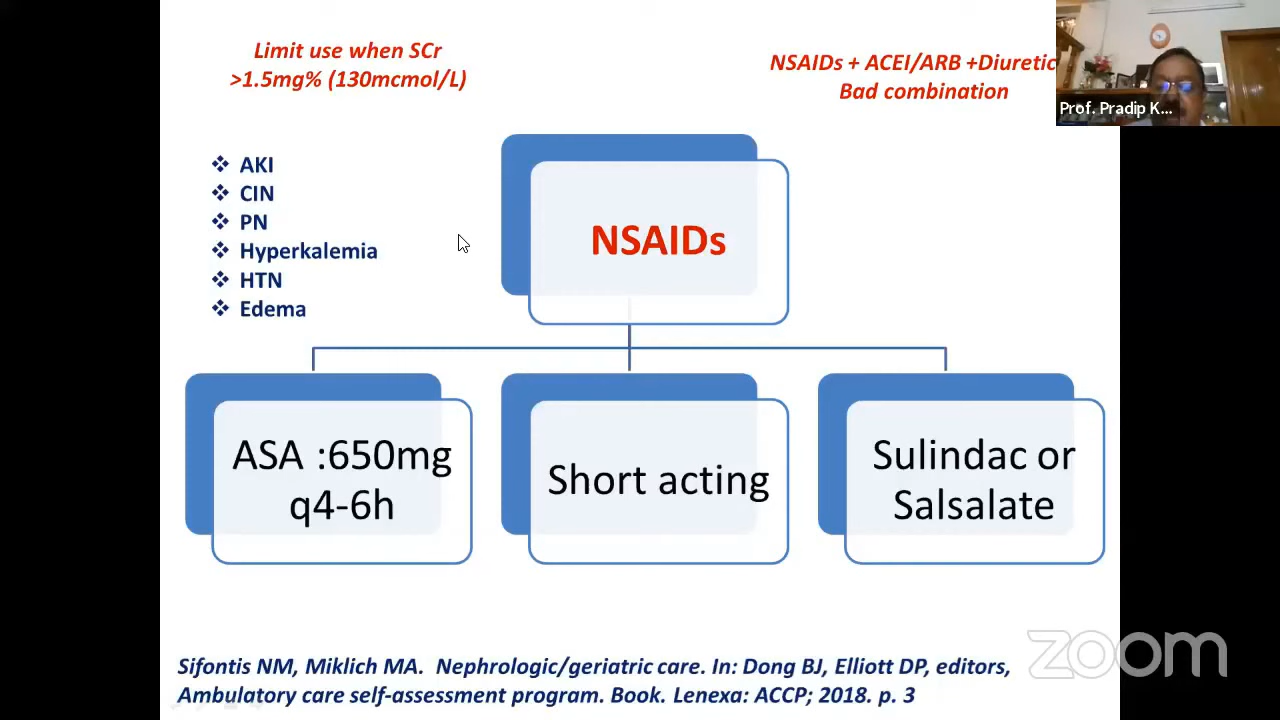 Limit use when SCr
>1.5mg% (130mcmol/L)
NSAIDs + ACEI/ARB +Diuretic
Bad combination
Prof. Pradip K...
❖ AKI
❖ CIN
❖ PN
❖ Hyperkalemia
❖ HTN
❖ Edema
NSAIDs
ASA :650mg
q4-6h
Short acting
Sulindac or
Salsalate
Sifontis NM, Miklich MA. Nephrologic/geriatric care. In: Dong BJ, Elliott DP, editors,
Ambulatory care self-assessment program. Book. Lenexa: ACCP; 2018. p. 3
zoom